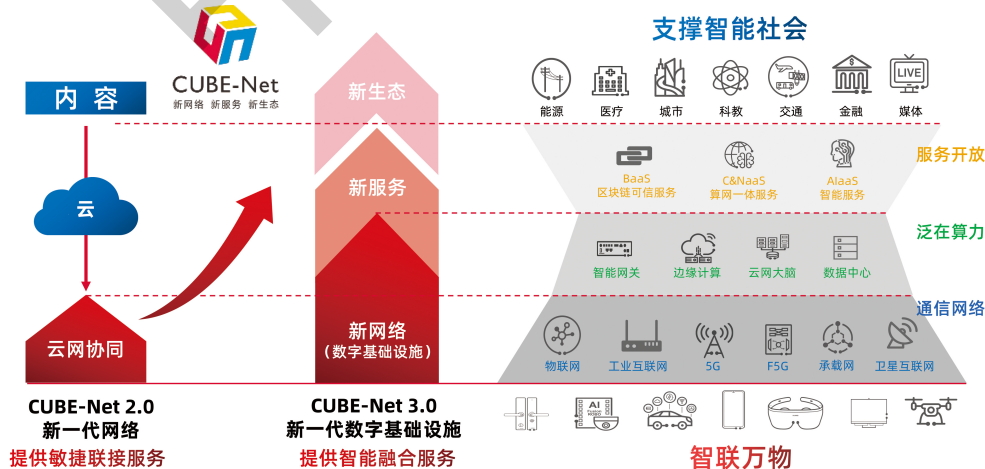 支撑智能社会
CUBE-Net
新网络 新服务 新生态
内 容
云
云网协同
CUBE-Net 2.0
新一代网络
提供敏捷联接服务
新生态
新服务
新网络
（数字基础设施）
CUBE-Net 3.0
新一代数字基础设施
提供智能融合服务
LIVE
能源 医疗 城市 科教 交通 金融 媒体
服务开放
BaaS C&NaaS AIaaS
区块链可信服务 算网一体服务 智能服务
泛在算力
智能网关 边缘计算 云网大脑 数据中心
通信网络
物联网 工业互联网 5G F5G 承载网 卫星互联网
AI
智联万物